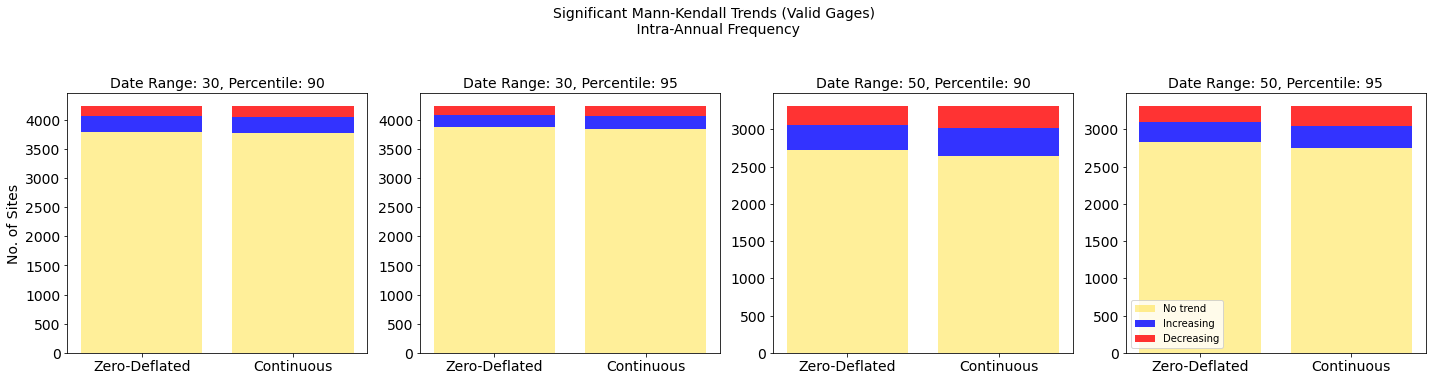 Significant Mann-Kendall Trends (Valid Gages)
Intra-Annual Frequency
Date Range: 30, Percentile: 90
No. of Sites
4000
3500
3000
2500
2000
1500
1000
500
0
Zero-Deflated Continuous
Date Range: 30, Percentile: 95
4000
3500
3000
2500
2000
1500
1000
500
0
Zero-Deflated Continuous
Date Range: 50, Percentile: 90
3000
2500
2000
1500
1000
500
0
Zero-Deflated Continuous
Date Range: 50, Percentile: 95
3000
2500
2000
1500
1000
500
0
No trend
Increasing
Decreasing
Zero-Deflated Continuous